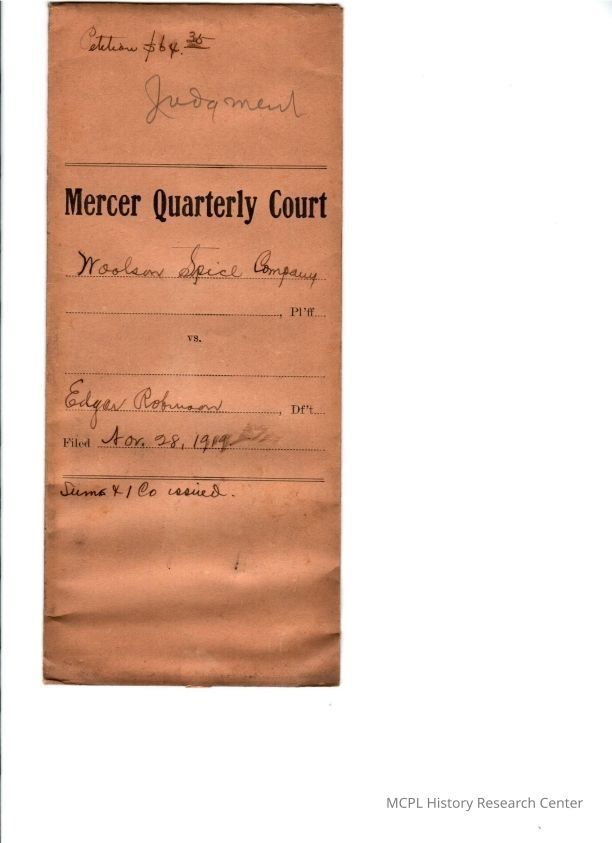 Petition $64.35
Judgment
Mercer Quarterly Court
Woolson Spice Company
, Pl'ff.
vs.
Edgar Robinson , Df't.
Filed Nov. 28, 1919.
Sums & 1 Co issued.
MCPL History Research Center